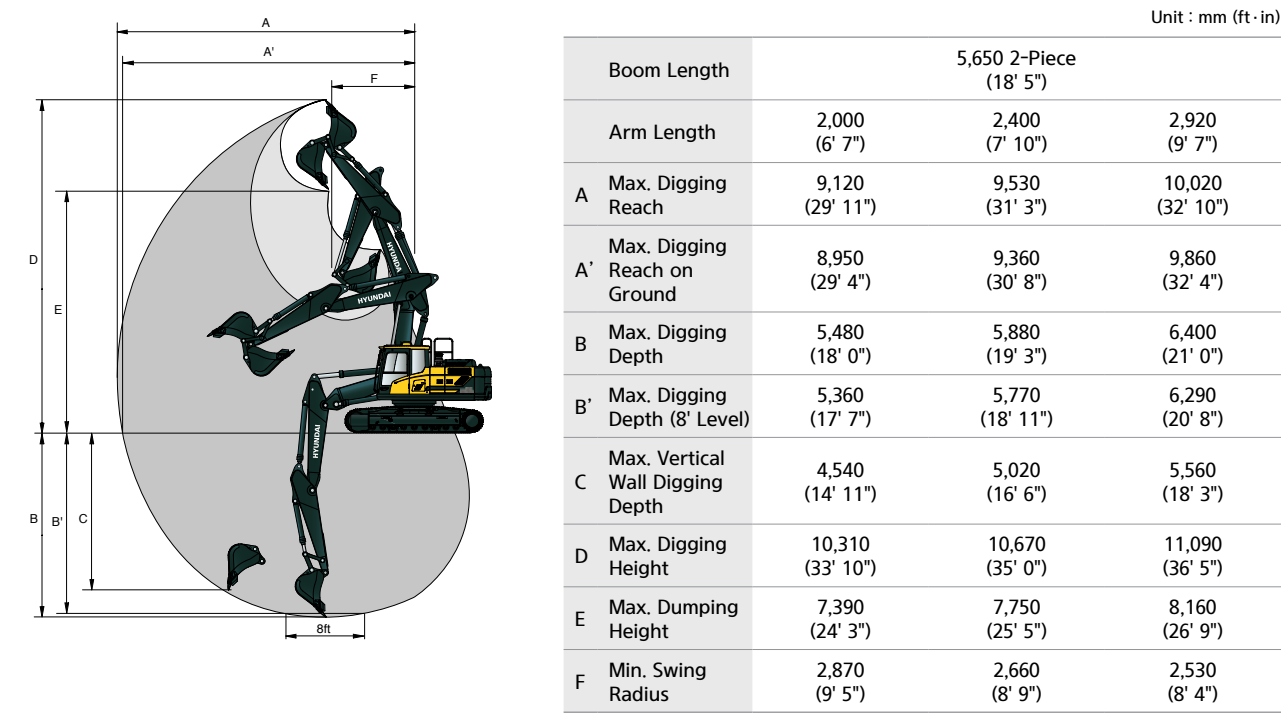 A
A'
F
D
E
HYUNDA
HYUNDAI
HYUNDAI
B
B'
C
8ft
Unit : mm (ft·in)
Boom Length
5,650 2-Piece
(18' 5")
Arm Length
2,000 2,400 2,920
(6' 7") (7' 10") (9' 7")
A Max. Digging Reach
9,120 9,530 10,020
(29' 11") (31' 3") (32' 10")
A’ Max. Digging Reach on Ground
8,950 9,360 9,860
(29' 4") (30' 8") (32' 4")
B Max. Digging Depth
5,480 5,880 6,400
(18' 0") (19' 3") (21' 0")
B’ Max. Digging Depth (8' Level)
5,360 5,770 6,290
(17' 7") (18' 11") (20' 8")
C Max. Vertical Wall Digging Depth
4,540 5,020 5,560
(14' 11") (16' 6") (18' 3")
D Max. Digging Height
10,310 10,670 11,090
(33' 10") (35' 0") (36' 5")
E Max. Dumping Height
7,390 7,750 8,160
(24' 3") (25' 5") (26' 9")
F Min. Swing Radius
2,870 2,660 2,530
(9' 5") (8' 9") (8' 4")